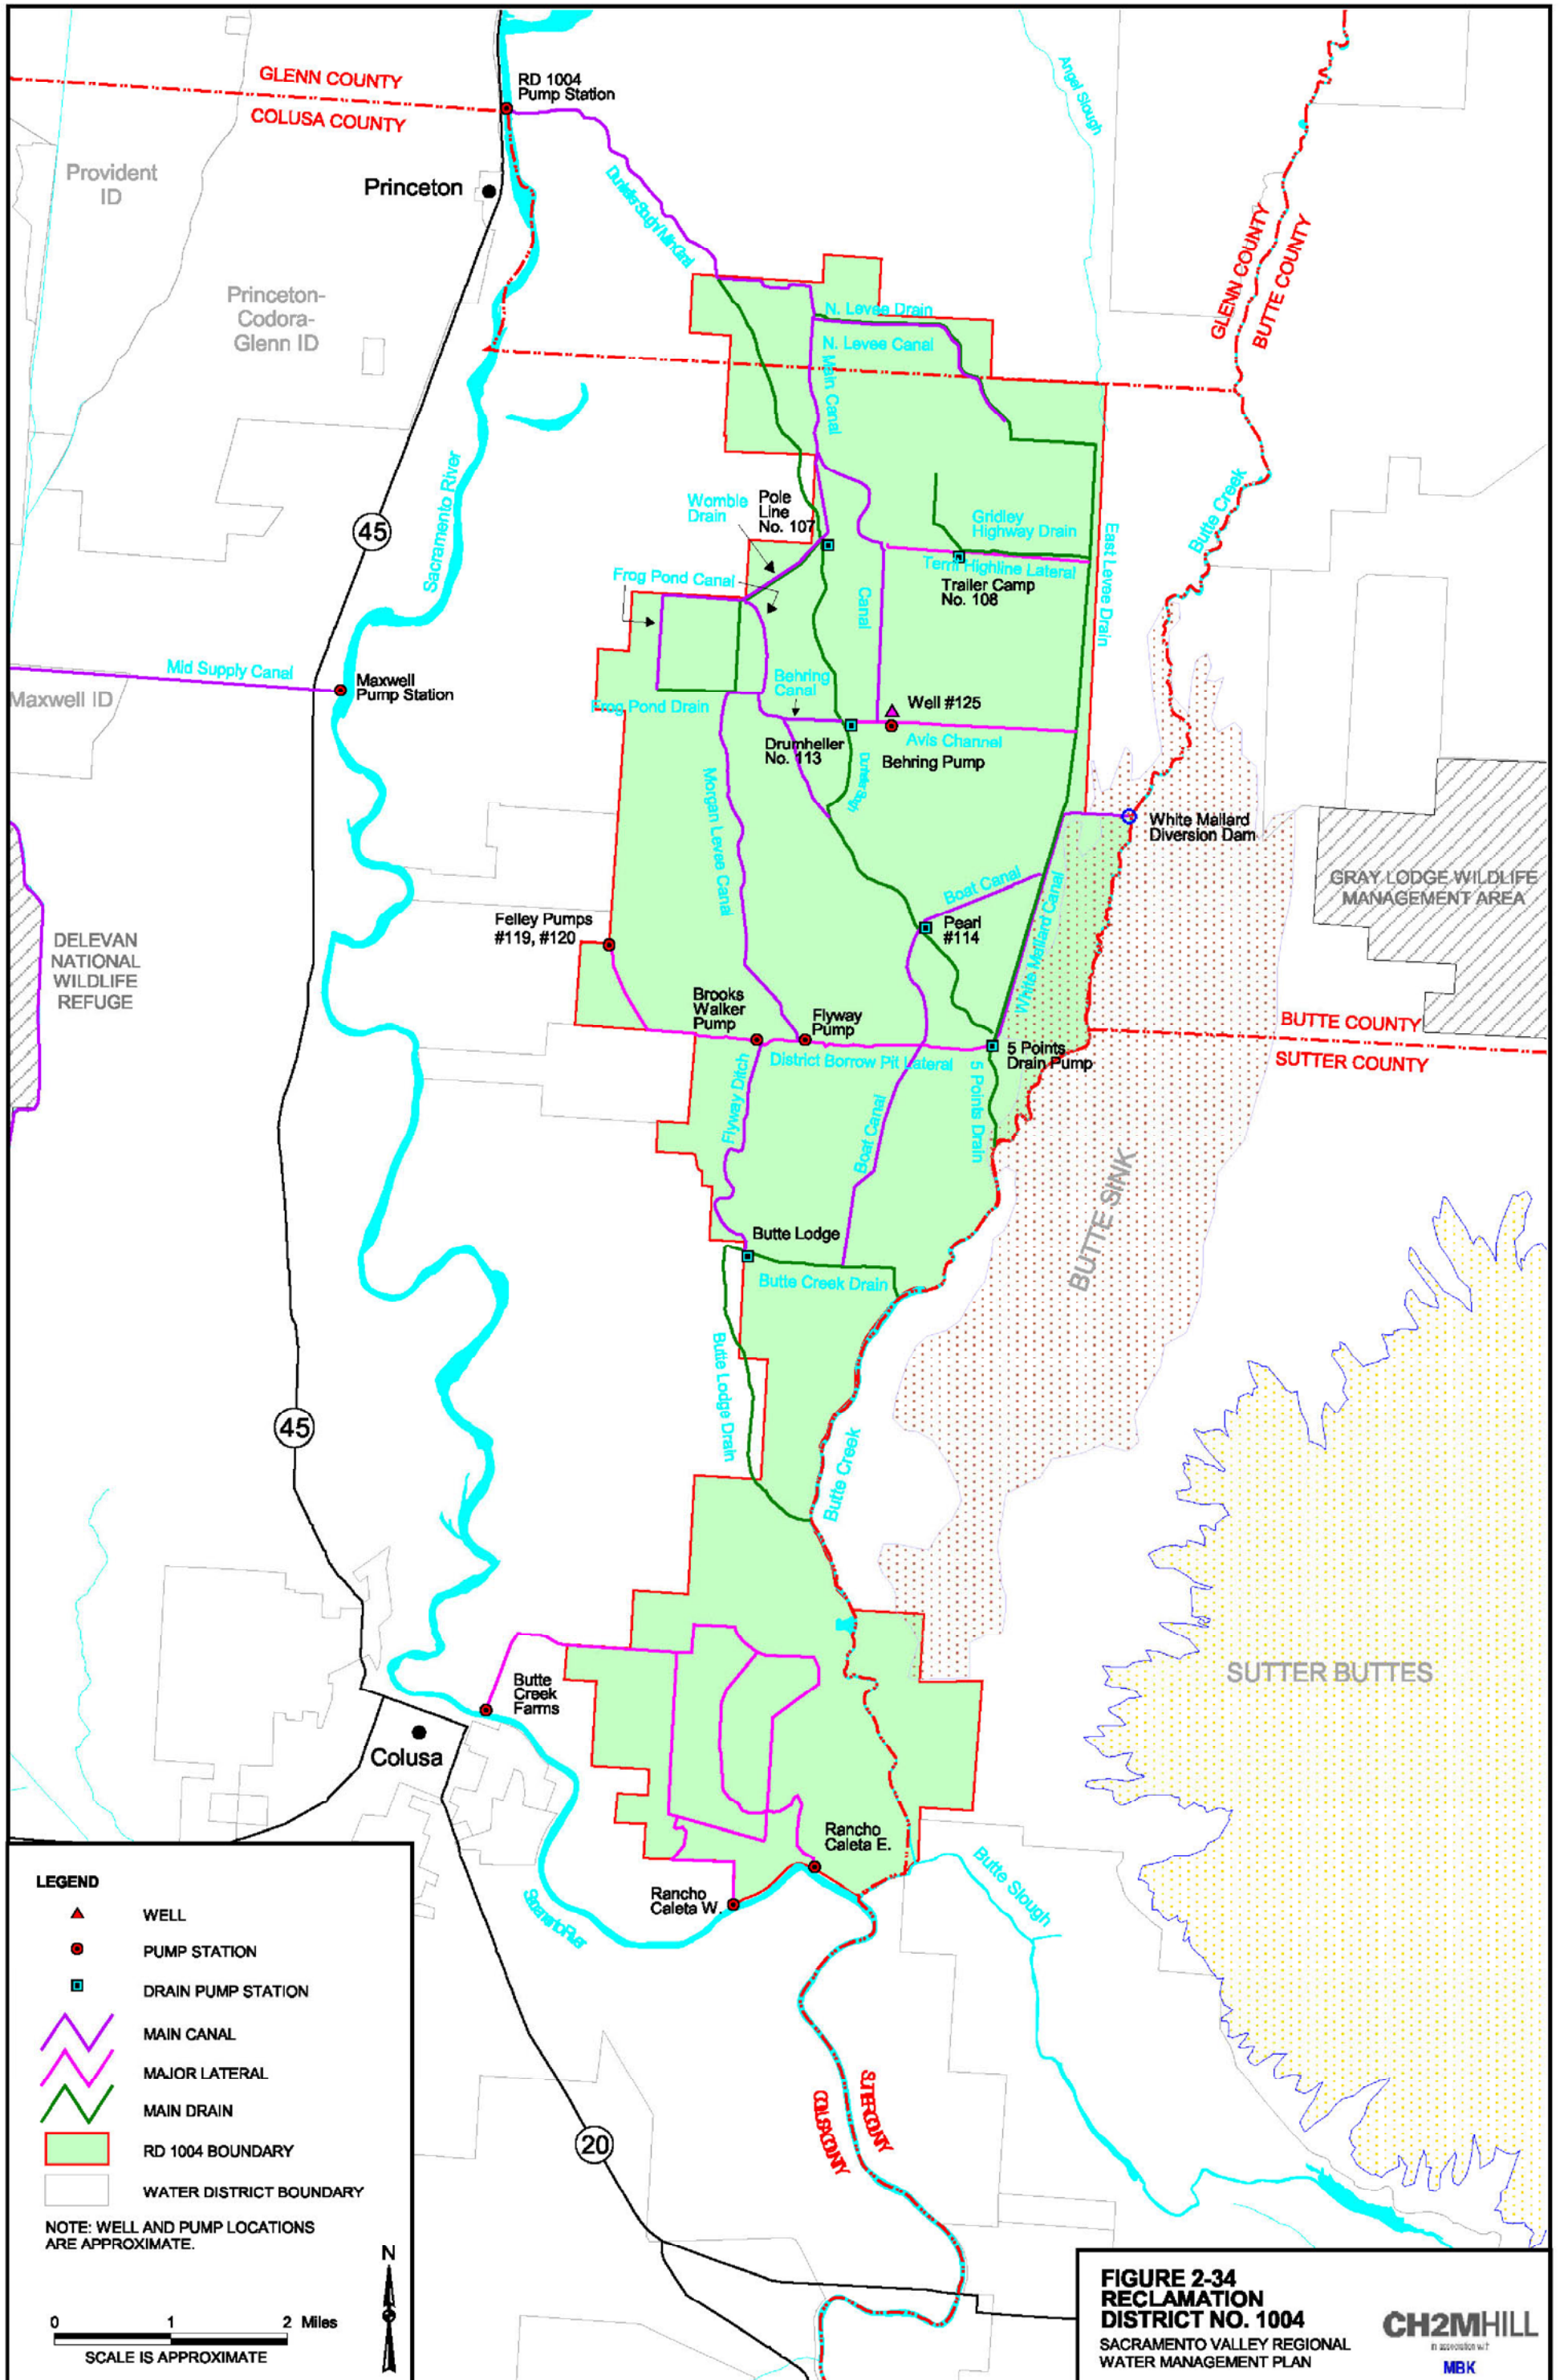 GLENN COUNTY
COLUSA COUNTY
RD 1004
Pump Station
Angel Slough
Provident
ID
Princeton
GLENN COUNTY
BUTTE COUNTY
Princeton-
Codora-
Glenn ID
N. Levee Drain
N. Levee Canal
Main Canal
Sacramento River
45
Womble
Drain
Pole
Line
No. 107
Gridley
Highway Drain
East Levee Drain
Butte Creek
Frog Pond Canal
Terrill Highline Lateral
Trailer Camp
No. 108
Canal
Mid Supply Canal
Maxwell
Pump Station
Maxwell ID
Behring
Canal
Well #125
Frog Pond Drain
Avis Channel
Drumheller
No. 113
Behring Pump
Morgan Levee Canal
White Mallard
Diversion Dam
GRAY LODGE WILDLIFE
MANAGEMENT AREA
Boat Canal
White Mallard Canal
Felley Pumps
#119, #120
Pearl
#114
DELEVAN
NATIONAL
WILDLIFE
REFUGE
Brooks
Walker
Pump
Flyway
Pump
BUTTE COUNTY
SUTTER COUNTY
5 Points
Drain Pump
District Borrow Pit Lateral
Flyway Ditch
5 Points Drain
Boat Canal
BUTTE SINK
Butte Lodge
Butte Creek Drain
Butte Lodge Drain
45
Butte Creek
SUTTER BUTTES
Butte
Creek
Farms
Colusa
Rancho
Caleta E.
Rancho
Caleta W.
Butte Slough
20
LEGEND
WELL
PUMP STATION
DRAIN PUMP STATION
MAIN CANAL
MAJOR LATERAL
MAIN DRAIN
RD 1004 BOUNDARY
WATER DISTRICT BOUNDARY
NOTE: WELL AND PUMP LOCATIONS
ARE APPROXIMATE.
N
0 1 2 Miles
SCALE IS APPROXIMATE
FIGURE 2-34
RECLAMATION
DISTRICT NO. 1004
SACRAMENTO VALLEY REGIONAL
WATER MANAGEMENT PLAN
CH2MHILL
in association with
MBK